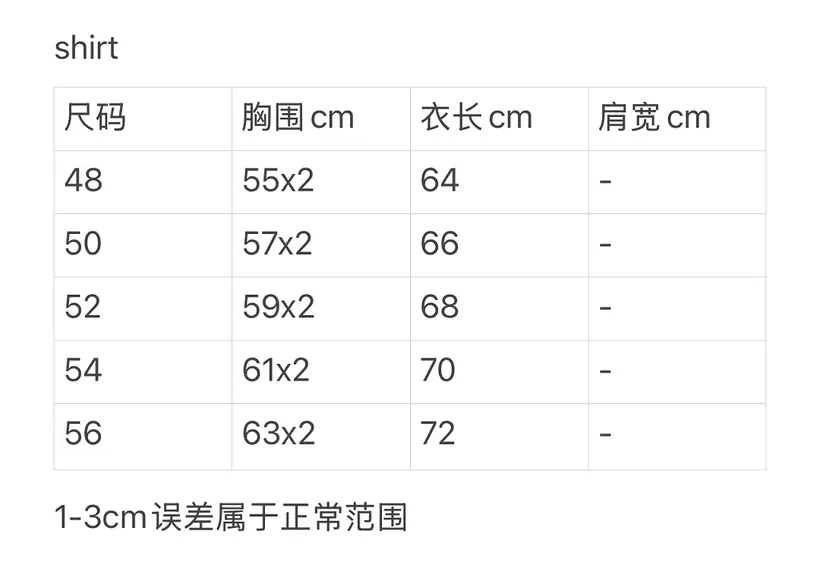 shirt
尺码 胸围cm 衣长cm 肩宽cm
48 55x2 64 -
50 57x2 66 -
52 59x2 68 -
54 61x2 70 -
56 63x2 72 -
1-3cm误差属于正常范围